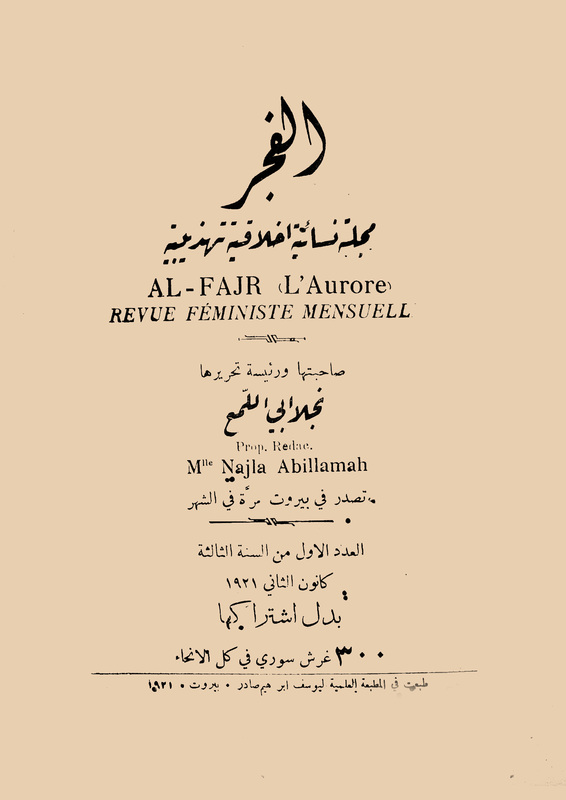 الفجر
مجلة نسائية اخلاقية تهذيبية
AL-FAJR (L'Aurore)
REVUE FÉMINISTE MENSUELL
صاحبتها ورئيسة تحريرها
نجلا ابي اللمع
Prop. Redac.
Mlle Najla Abillamah
تصدر في بيروت مرَّة في الشهر
العدد الاول من السنة الثالثة
كانون الثاني ١٩٢١
بدل اشتراكها
٣٠٠ غرش سوري في كل الانحاء
طبعت في المطبعة العلمية ليوسف ابرهيم صادر • بيروت • ١٩٢١